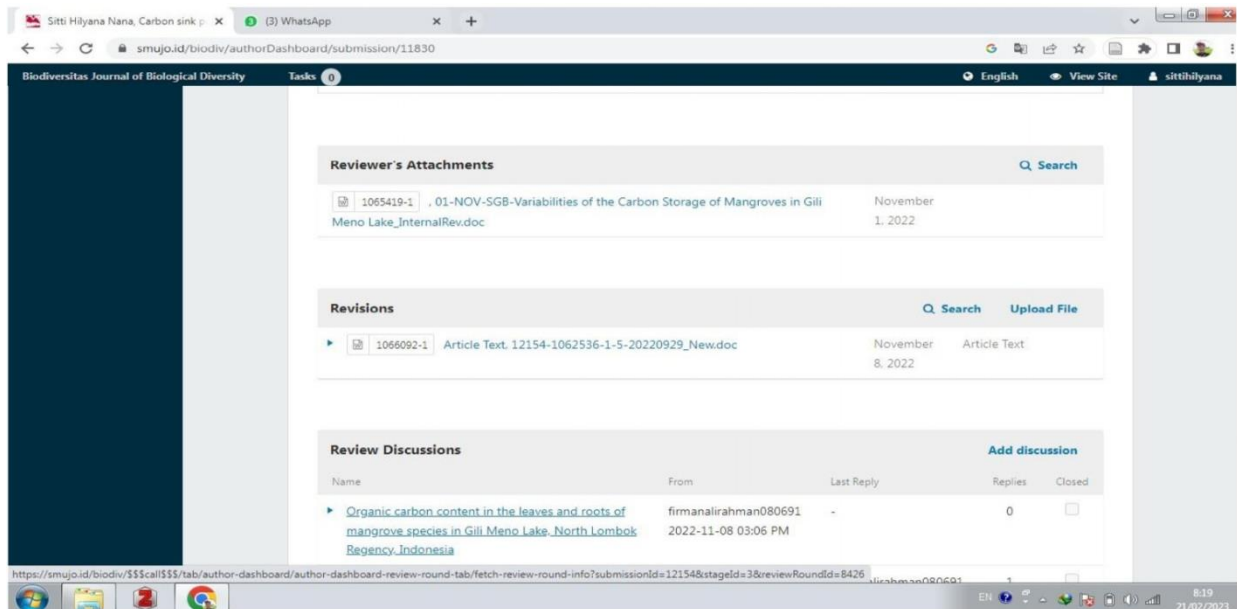 Sitti Hilyana Nana, Carbon sink p
(3) WhatsApp
smujo.id/biodiv/authorDashboard/submission/11830
Biodiversitas Journal of Biological Diversity Tasks 0 English View Site sittihilyana
Reviewer's Attachments Search
1065419-1 , 01-NOV-SGB-Variabilities of the Carbon Storage of Mangroves in Gili November
Meno Lake_InternalRev.doc 1, 2022
Revisions Search Upload File
1066092-1 Article Text, 12154-1062536-1-5-20220929_New.doc November Article Text
8, 2022
Review Discussions Add discussion
Name From Last Reply Replies Closed
Organic carbon content in the leaves and roots of firmanalirahman080691 - 0
mangrove species in Gili Meno Lake, North Lombok 2022-11-08 03:06 PM
Regency, Indonesia
https://smujo.id/biodiv/$$$call$$$/tab/author-dashboard/author-dashboard-review-round-tab/fetch-review-round-info?submissionId=12154&stageId=3&reviewRoundId=8426
EN 8:19
21/02/2023